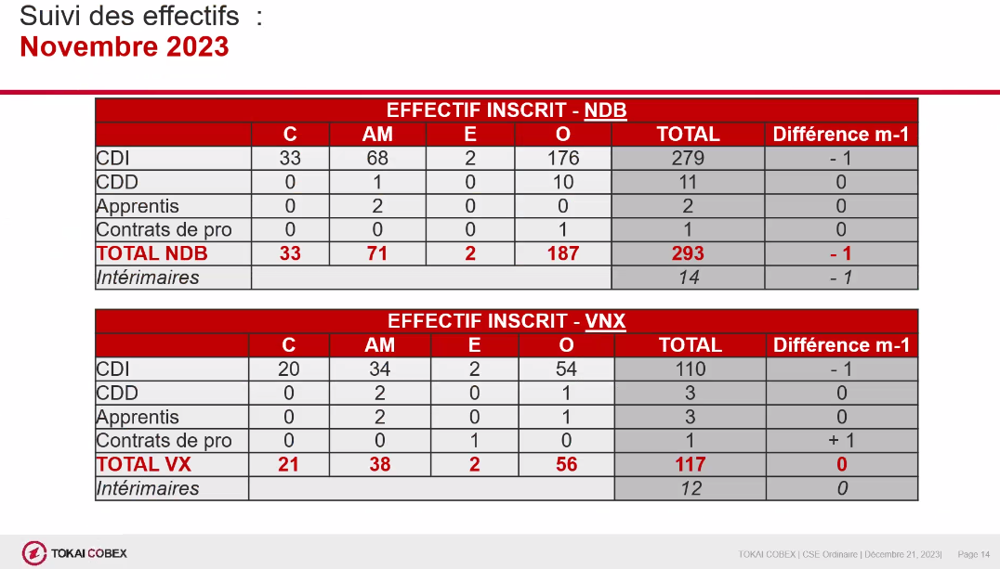 Suivi des effectifs :
Novembre 2023
EFFECTIF INSCRIT - NDB
C AM E O TOTAL Différence m-1
CDI 33 68 2 176 279 - 1
CDD 0 1 0 10 11 0
Apprentis 0 2 0 0 2 0
Contrats de pro 0 0 0 1 1 0
TOTAL NDB 33 71 2 187 293 - 1
Intérimaires 14 - 1
EFFECTIF INSCRIT - VNX
C AM E O TOTAL Différence m-1
CDI 20 34 2 54 110 - 1
CDD 0 2 0 1 3 0
Apprentis 0 2 0 1 3 0
Contrats de pro 0 0 1 0 1 + 1
TOTAL VX 21 38 2 56 117 0
Intérimaires 12 0
TOKAI COBEX
TOKAI COBEX | CSE Ordinaire | Décembre 21, 2023| Page 14